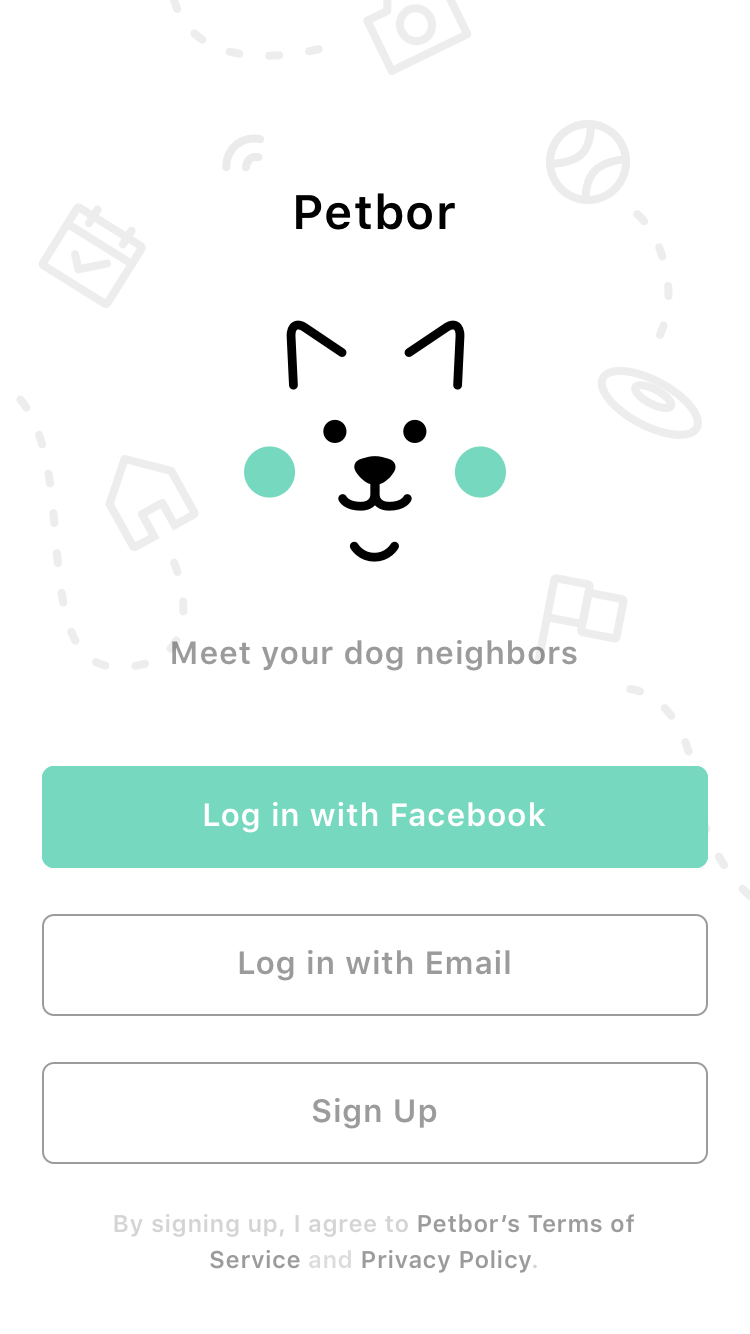 Petbor
Meet your dog neighbors
Log in with Facebook
Log in with Email
Sign Up
By signing up, I agree to Petbor’s Terms of
Service and Privacy Policy.